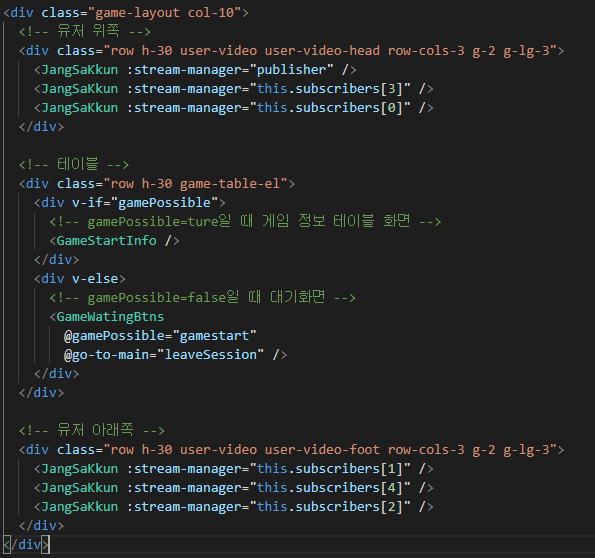 <div class="game-layout col-10">
<!-- 유저 위쪽 -->
<div class="row h-30 user-video user-video-head row-cols-3 g-2 g-lg-3">
<JangSaKkun :stream-manager="publisher" />
<JangSaKkun :stream-manager="this.subscribers[3]" />
<JangSaKkun :stream-manager="this.subscribers[0]" />
</div>
<!-- 테이블 -->
<div class="row h-30 game-table-el">
<div v-if="gamePossible">
<!-- gamePossible=ture일 때 게임 정보 테이블 화면 -->
<GameStartInfo />
</div>
<div v-else>
<!-- gamePossible=false일 때 대기화면 -->
<GameWatingBtns
@gamePossible="gamestart"
@go-to-main="leaveSession" />
</div>
</div>
<!-- 유저 아래쪽 -->
<div class="row h-30 user-video user-video-foot row-cols-3 g-2 g-lg-3">
<JangSaKkun :stream-manager="this.subscribers[1]" />
<JangSaKkun :stream-manager="this.subscribers[4]" />
<JangSaKkun :stream-manager="this.subscribers[2]" />
</div>
</div>